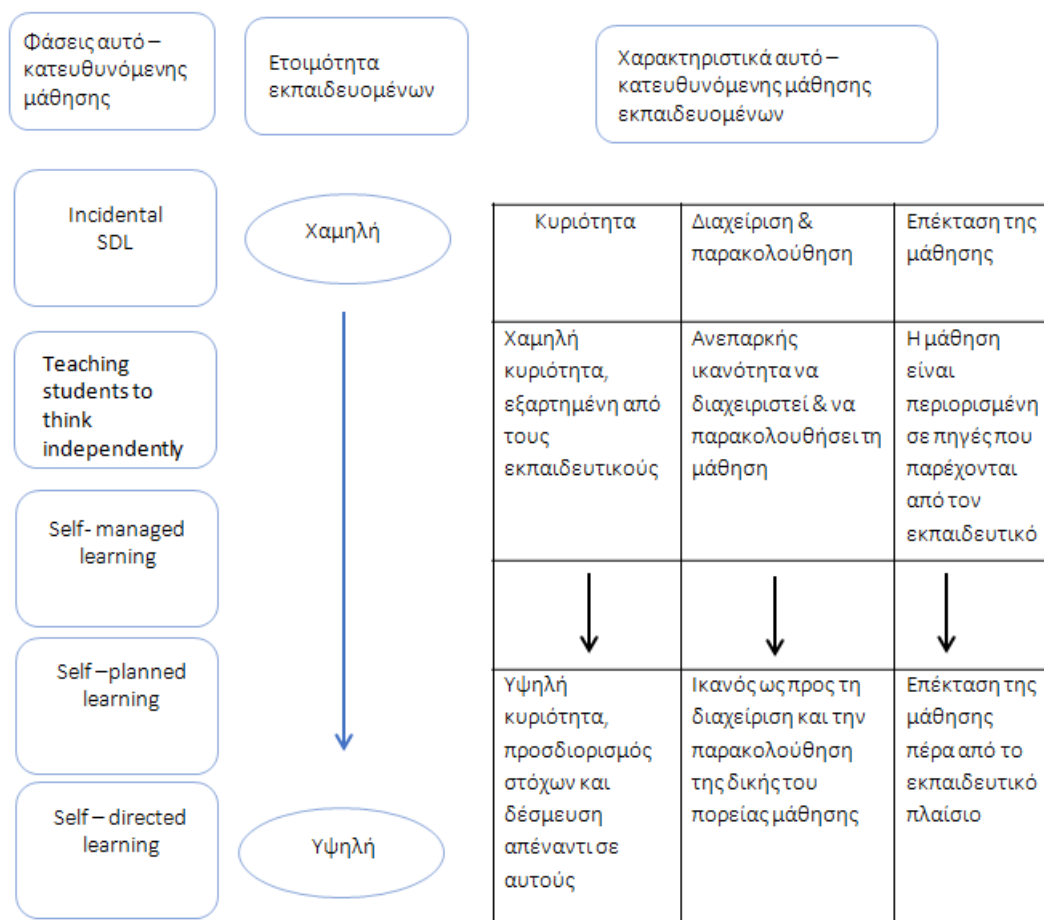 Φάσεις αυτό –
κατευθυνόμενης
μάθησης
Ετοιμότητα
εκπαιδευομένων
Χαρακτηριστικά αυτό –
κατευθυνόμενης μάθησης
εκπαιδευομένων
Incidental
SDL
Teaching
students to
think
independently
Self- managed
learning
Self –planned
learning
Self – directed
learning
Χαμηλή
Υψηλή
Κυριότητα
Διαχείριση &
παρακολούθηση
Επέκταση της
μάθησης
Χαμηλή
κυριότητα,
εξαρτημένη από
τους
εκπαιδευτικούς
Ανεπαρκής
ικανότητα να
διαχειριστεί & να
παρακολουθήσει τη
μάθηση
Η μάθηση
είναι
περιορισμένη
σε πηγές που
παρέχονται
από τον
εκπαιδευτικό
Υψηλή
κυριότητα,
προσδιορισμός
στόχων και
δέσμευση
απέναντι σε
αυτούς
Ικανός ως προς τη
διαχείριση και την
παρακολούθηση
της δικής του
πορείας μάθησης
Επέκταση της
μάθησης
πέρα από το
εκπαιδευτικό
πλαίσιο